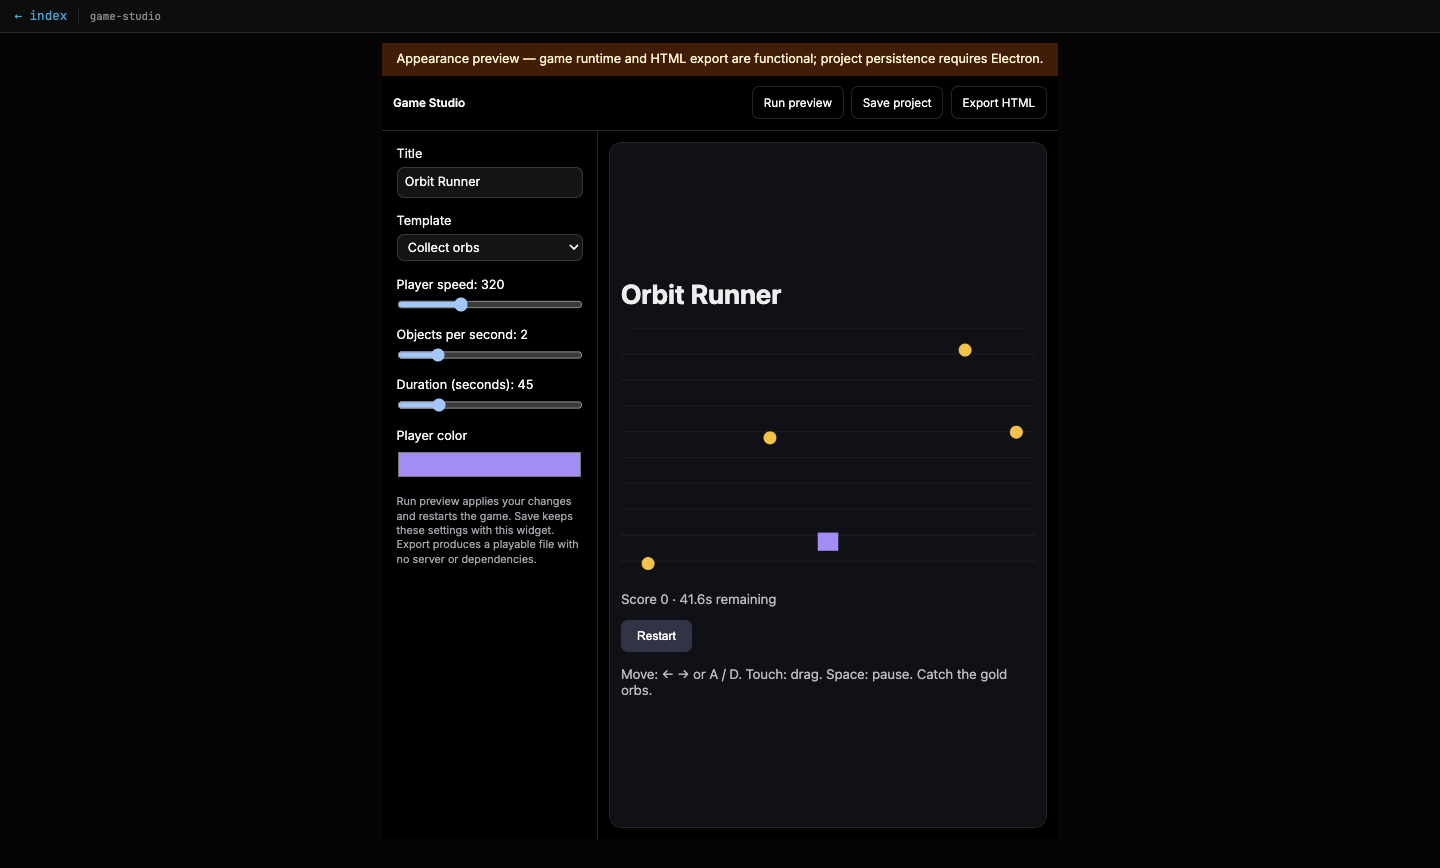 ← index
game-studio
Appearance preview — game runtime and HTML export are functional; project persistence requires Electron.
Game Studio
Run preview
Save project
Export HTML
Title
Orbit Runner
Template
Collect orbs
Player speed: 320
Objects per second: 2
Duration (seconds): 45
Player color
Run preview applies your changes
and restarts the game. Save keeps
these settings with this widget.
Export produces a playable file with
no server or dependencies.
Orbit Runner
Score 0 · 41.6s remaining
Restart
Move: ← → or A / D. Touch: drag. Space: pause. Catch the gold
orbs.